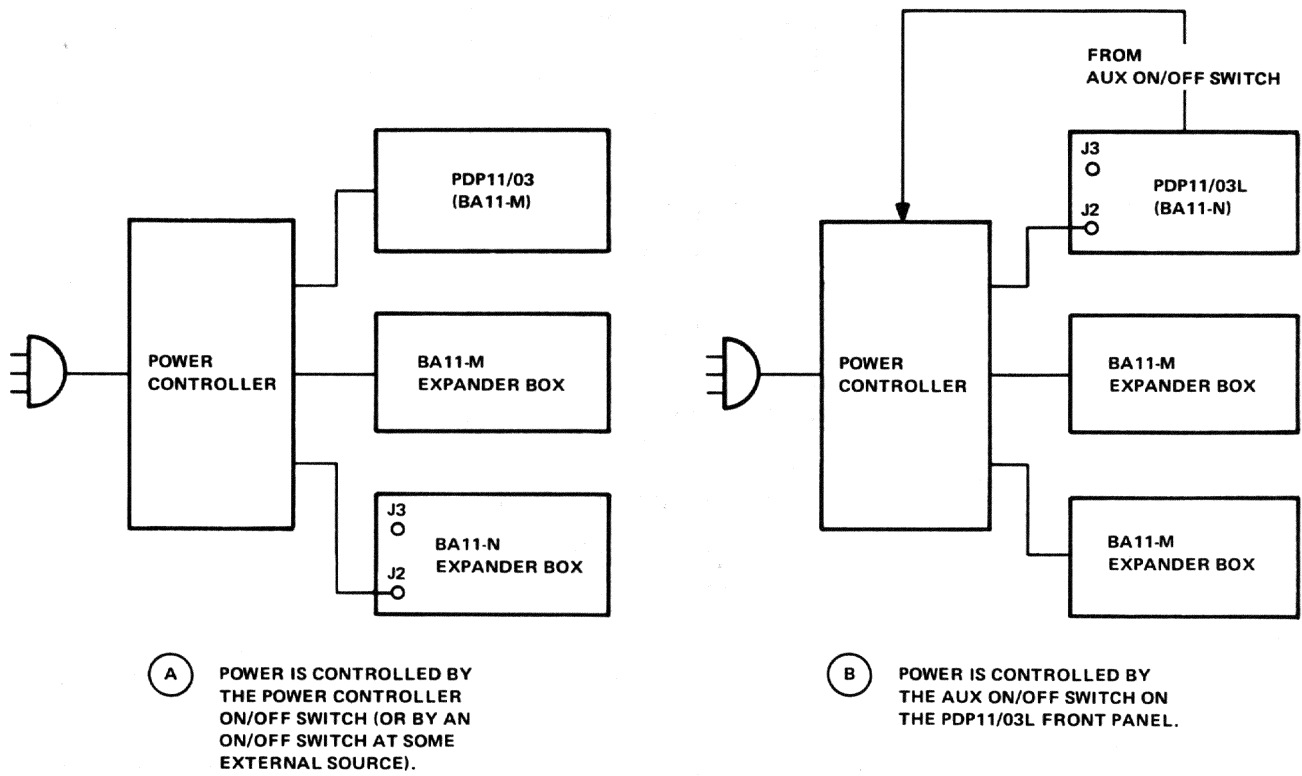 PDP11/03
(BA11-M)
POWER
CONTROLLER
BA11-M
EXPANDER BOX
J3
J2
BA11-N
EXPANDER BOX
A
POWER IS CONTROLLED BY
THE POWER CONTROLLER
ON/OFF SWITCH (OR BY AN
ON/OFF SWITCH AT SOME
EXTERNAL SOURCE).
FROM
AUX ON/OFF SWITCH
J3
J2
PDP11/03L
(BA11-N)
POWER
CONTROLLER
BA11-M
EXPANDER BOX
BA11-M
EXPANDER BOX
B
POWER IS CONTROLLED BY
THE AUX ON/OFF SWITCH ON
THE PDP11/03L FRONT PANEL.